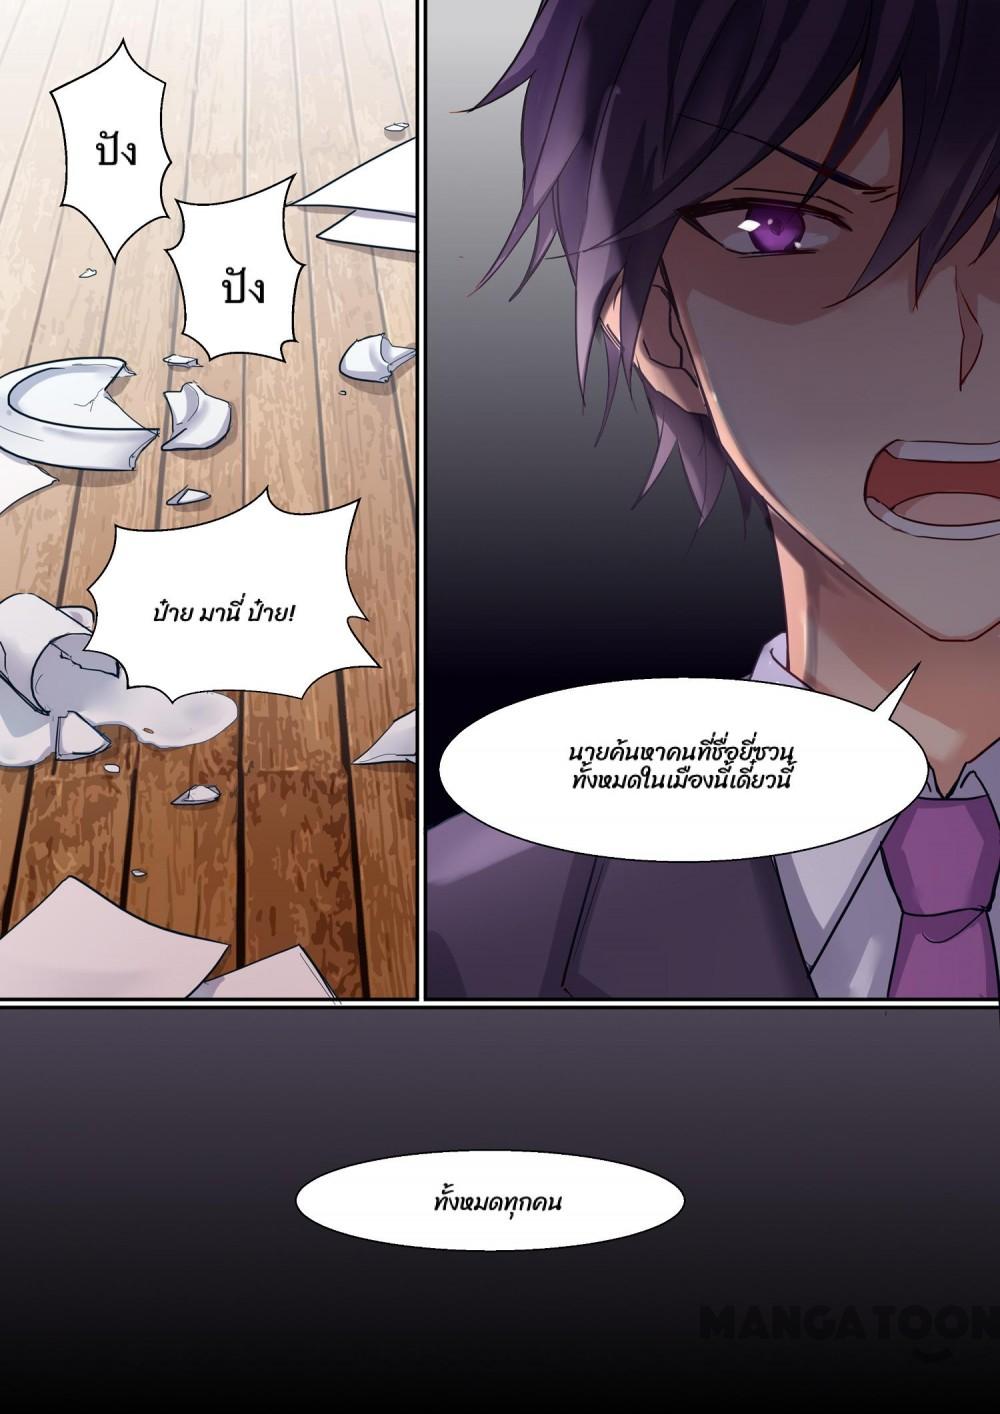 ปัง
ปัง
ป๋าย มานี่ ป๋าย!
นายค้นหาคนที่ชื่อยี่ซวน
ทั้งหมดในเมืองนี้เดี๋ยวนี้
ทั้งหมดทุกคน
MANGATOON